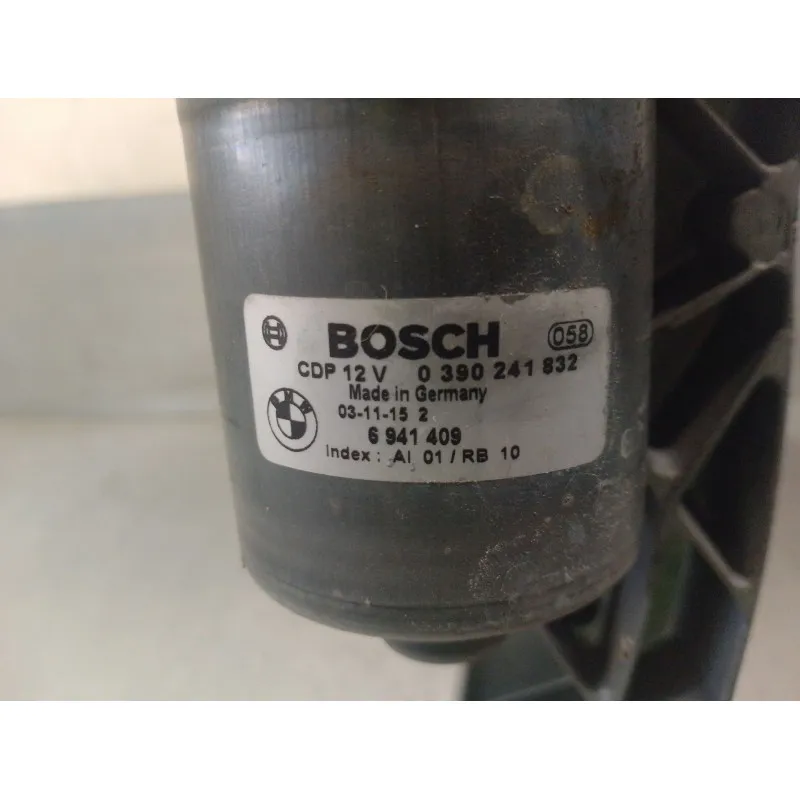 BOSCH 058
CDP 12 V 0 390 241 832
Made in Germany
03-11-15 2
BMW
6 941 409
Index : AI 01 / RB 10